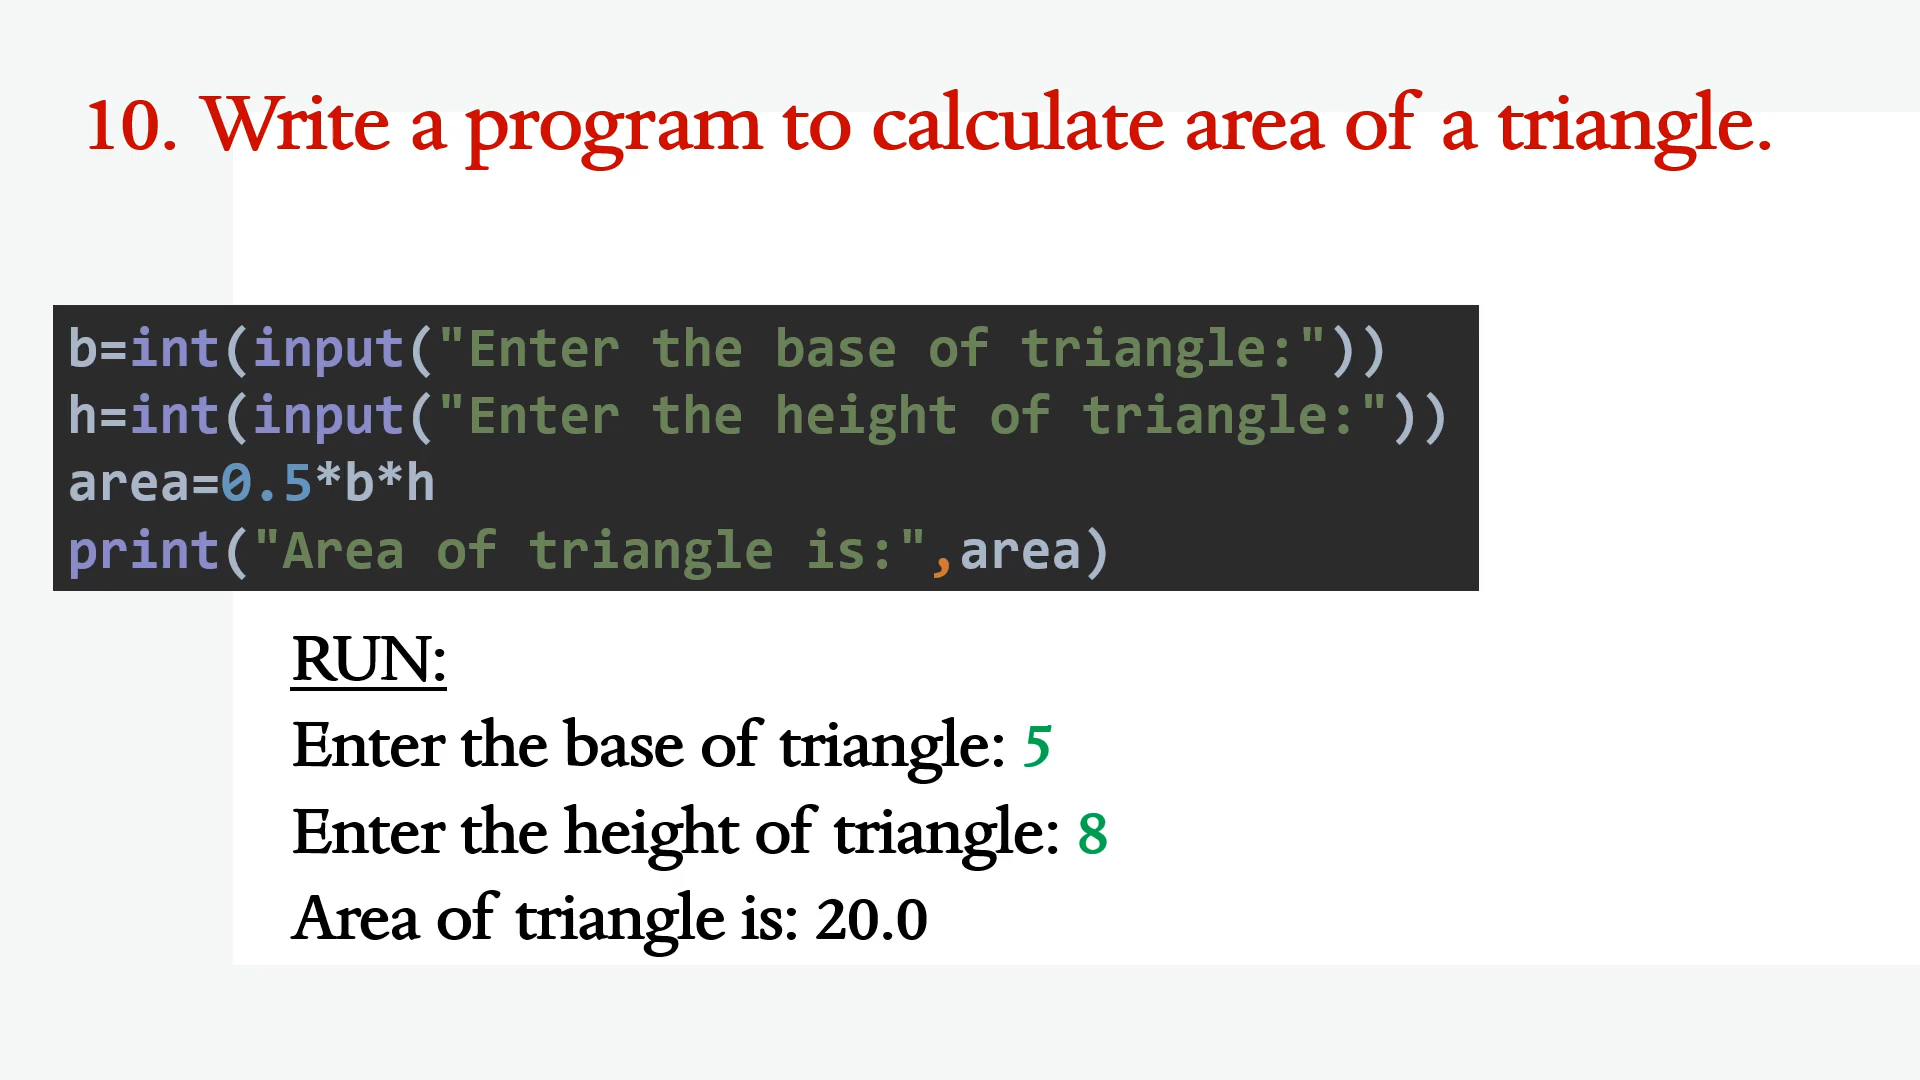 10. Write a program to calculate area of a triangle.
b=int(input("Enter the base of triangle:"))
h=int(input("Enter the height of triangle:"))
area=0.5*b*h
print("Area of triangle is:",area)
RUN:
Enter the base of triangle: 5
Enter the height of triangle: 8
Area of triangle is: 20.0